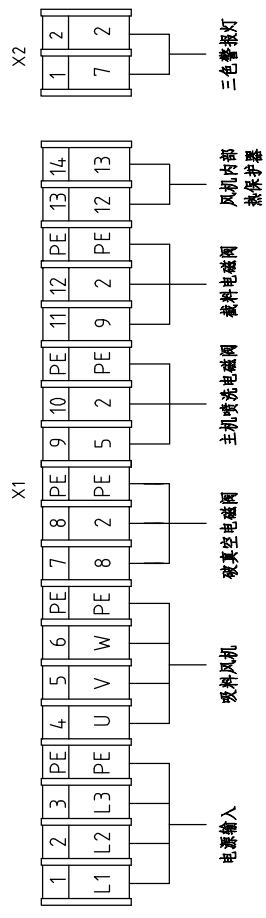 X1
1 2 3 PE 4 5 6 PE 7 8 PE 9 10 PE 11 12 PE 13 14
L1 L2 L3 PE U V W PE 8 2 PE 5 2 PE 9 2 PE 12 13
电源输入
吸料风机
破真空电磁阀
主机喷洗电磁阀
截料电磁阀
风机内部
热保护器
X2
1 2
7 2
三色警报灯